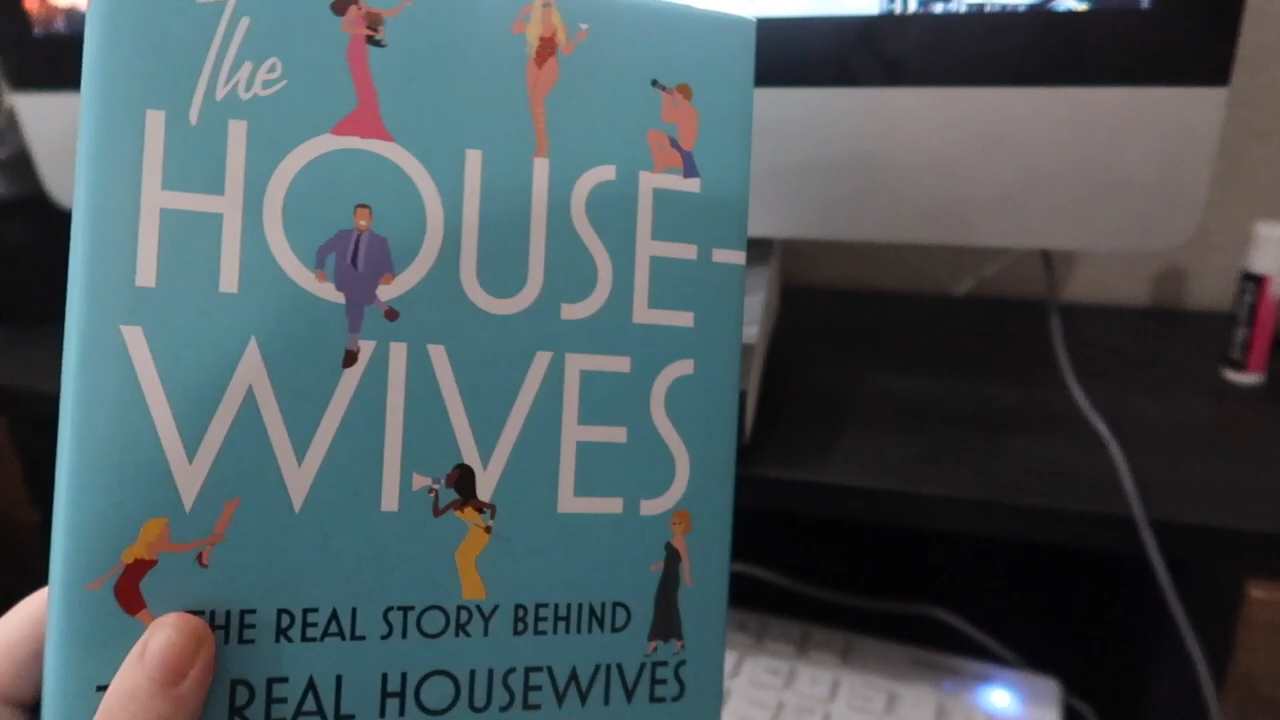 The
HOUSE-
WIVES
THE REAL STORY BEHIND
REAL HOUSEWIVES